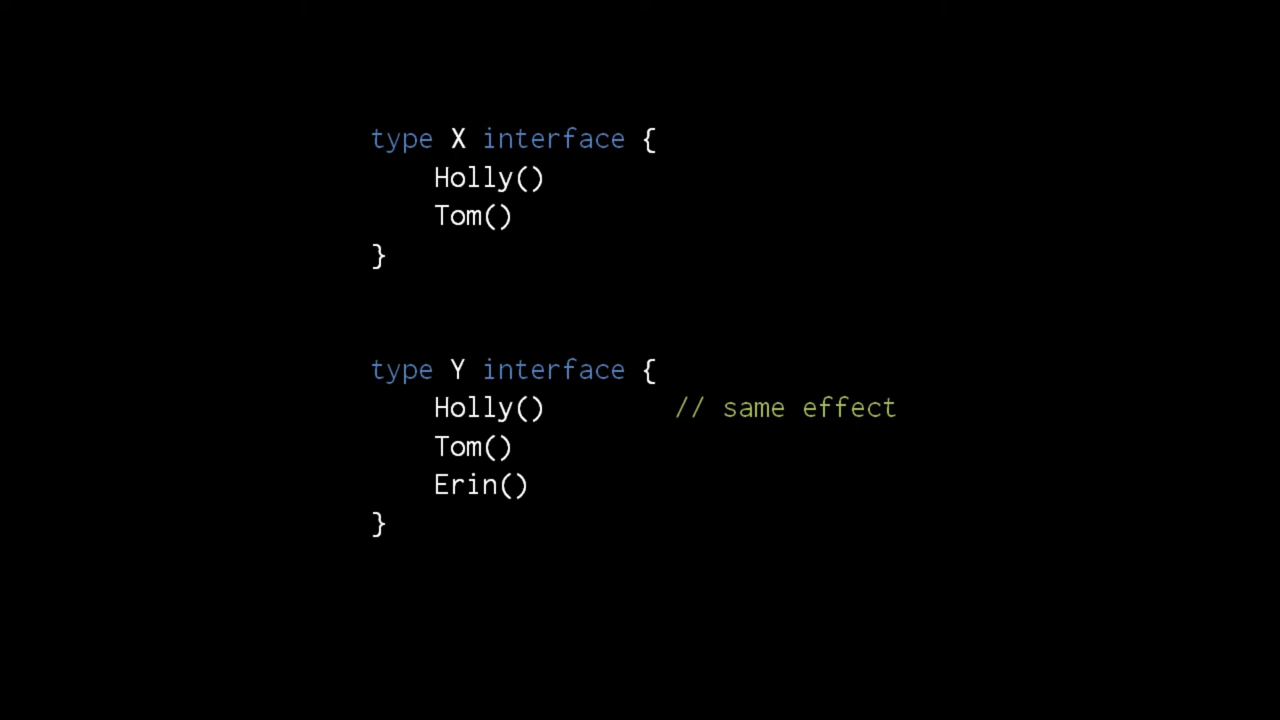 type X interface {
    Holly()
    Tom()
}
type Y interface {
    Holly()        // same effect
    Tom()
    Erin()
}